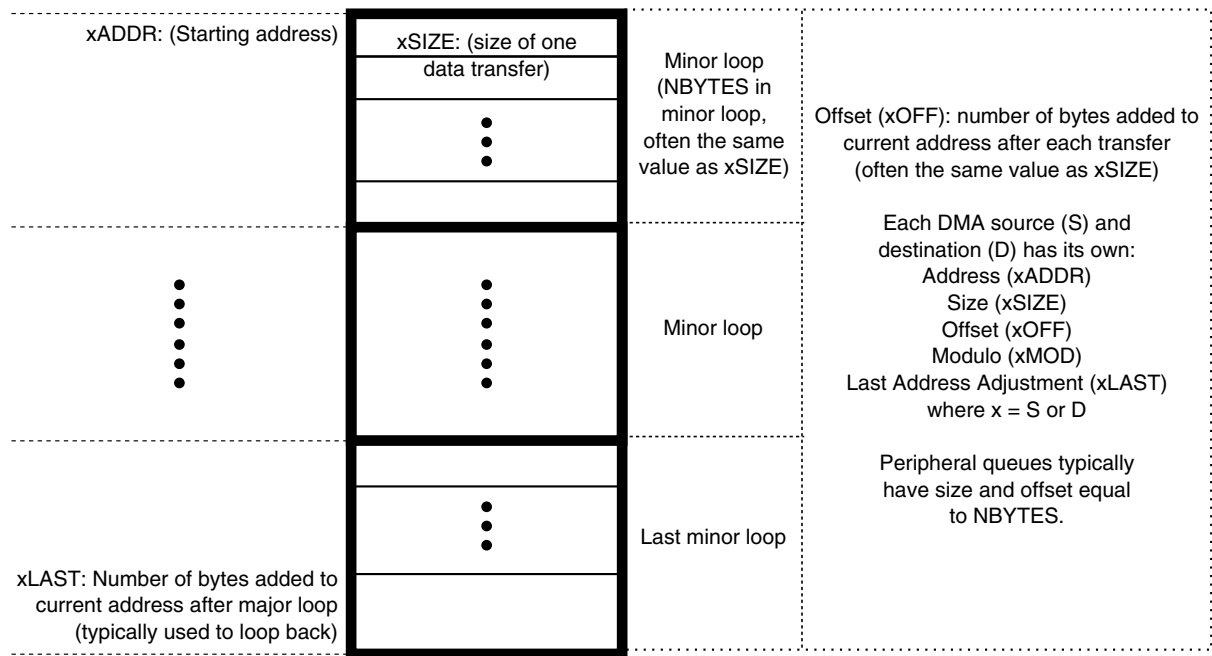 xADDR: (Starting address)
xSIZE: (size of one
data transfer)
Minor loop
(NBYTES in
minor loop,
often the same
value as xSIZE)
Offset (xOFF): number of bytes added to
current address after each transfer
(often the same value as xSIZE)
Each DMA source (S) and
destination (D) has its own:
Address (xADDR)
Size (xSIZE)
Offset (xOFF)
Modulo (xMOD)
Last Address Adjustment (xLAST)
where x = S or D
Peripheral queues typically
have size and offset equal
to NBYTES.
Minor loop
Last minor loop
xLAST: Number of bytes added to
current address after major loop
(typically used to loop back)